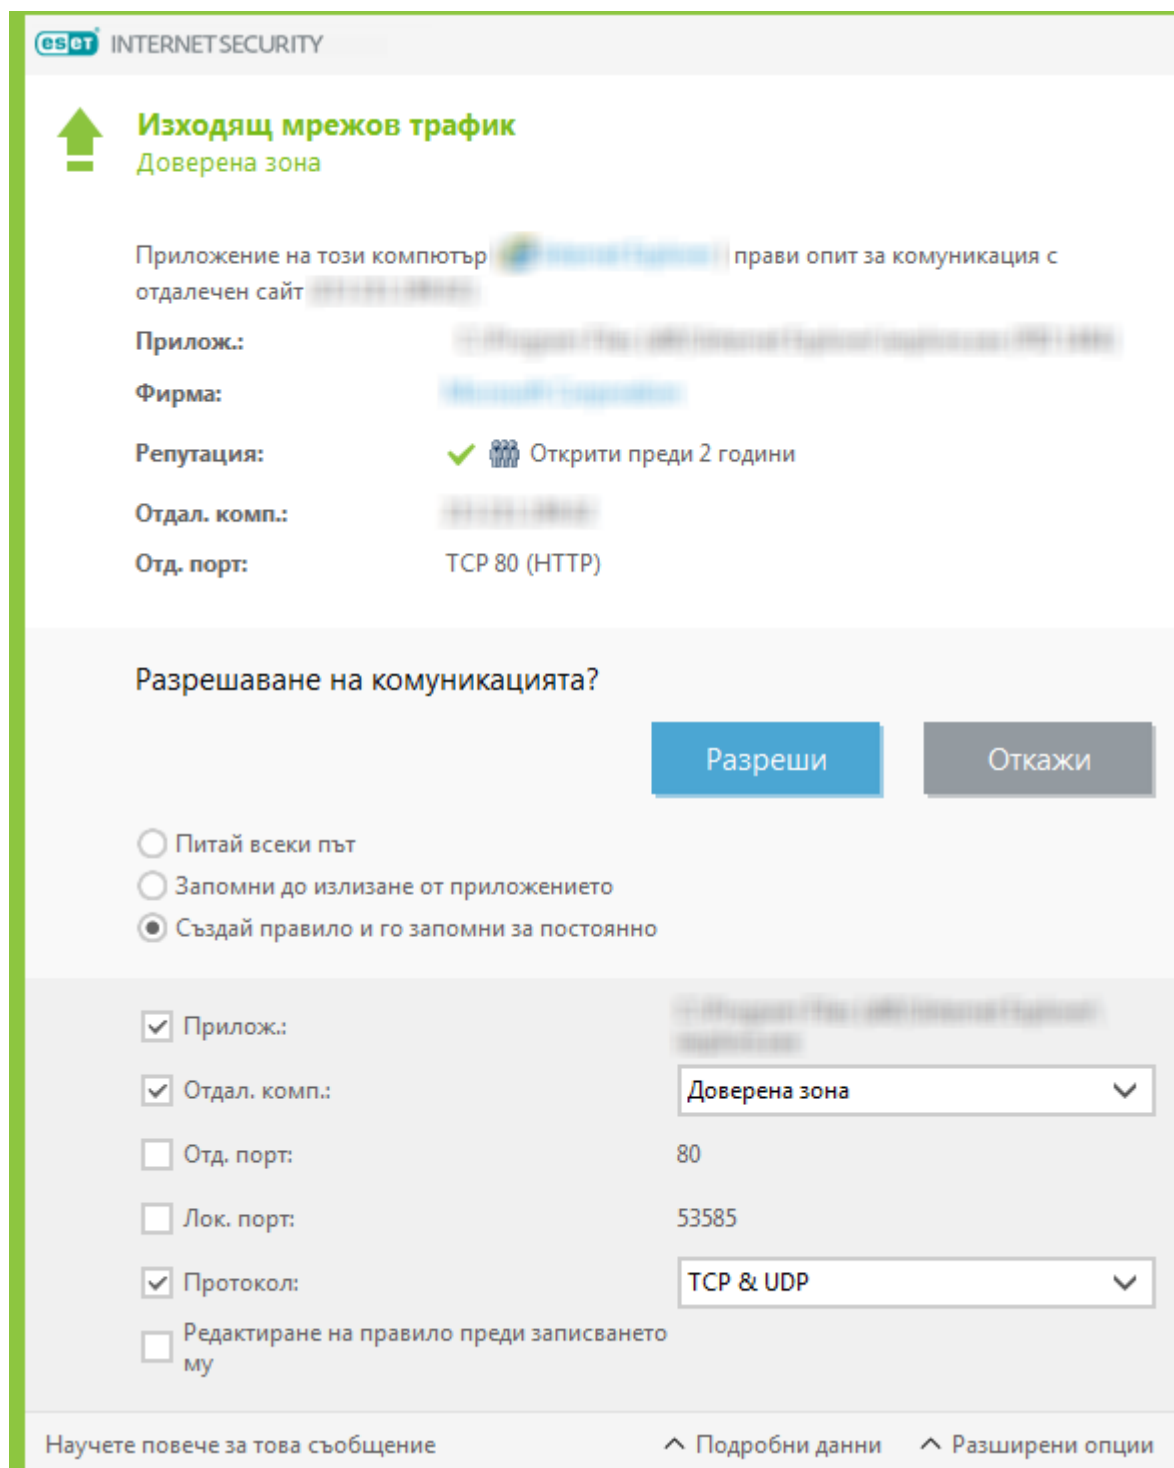 eset INTERNET SECURITY
Изходящ мрежов трафик
Доверена зона
Приложение на този компютър прави опит за комуникация с
отдалечен сайт
Прилож.:
Фирма:
Репутация: Открити преди 2 години
Отдал. комп.:
Отд. порт: TCP 80 (HTTP)
Разрешаване на комуникацията?
Разреши Откажи
Питай всеки път
Запомни до излизане от приложението
Създай правило и го запомни за постоянно
Прилож.:
Отдал. комп.: Доверена зона
Отд. порт: 80
Лок. порт: 53585
Протокол: TCP & UDP
Редактиране на правило преди записването
му
Научете повече за това съобщение Подробни данни Разширени опции